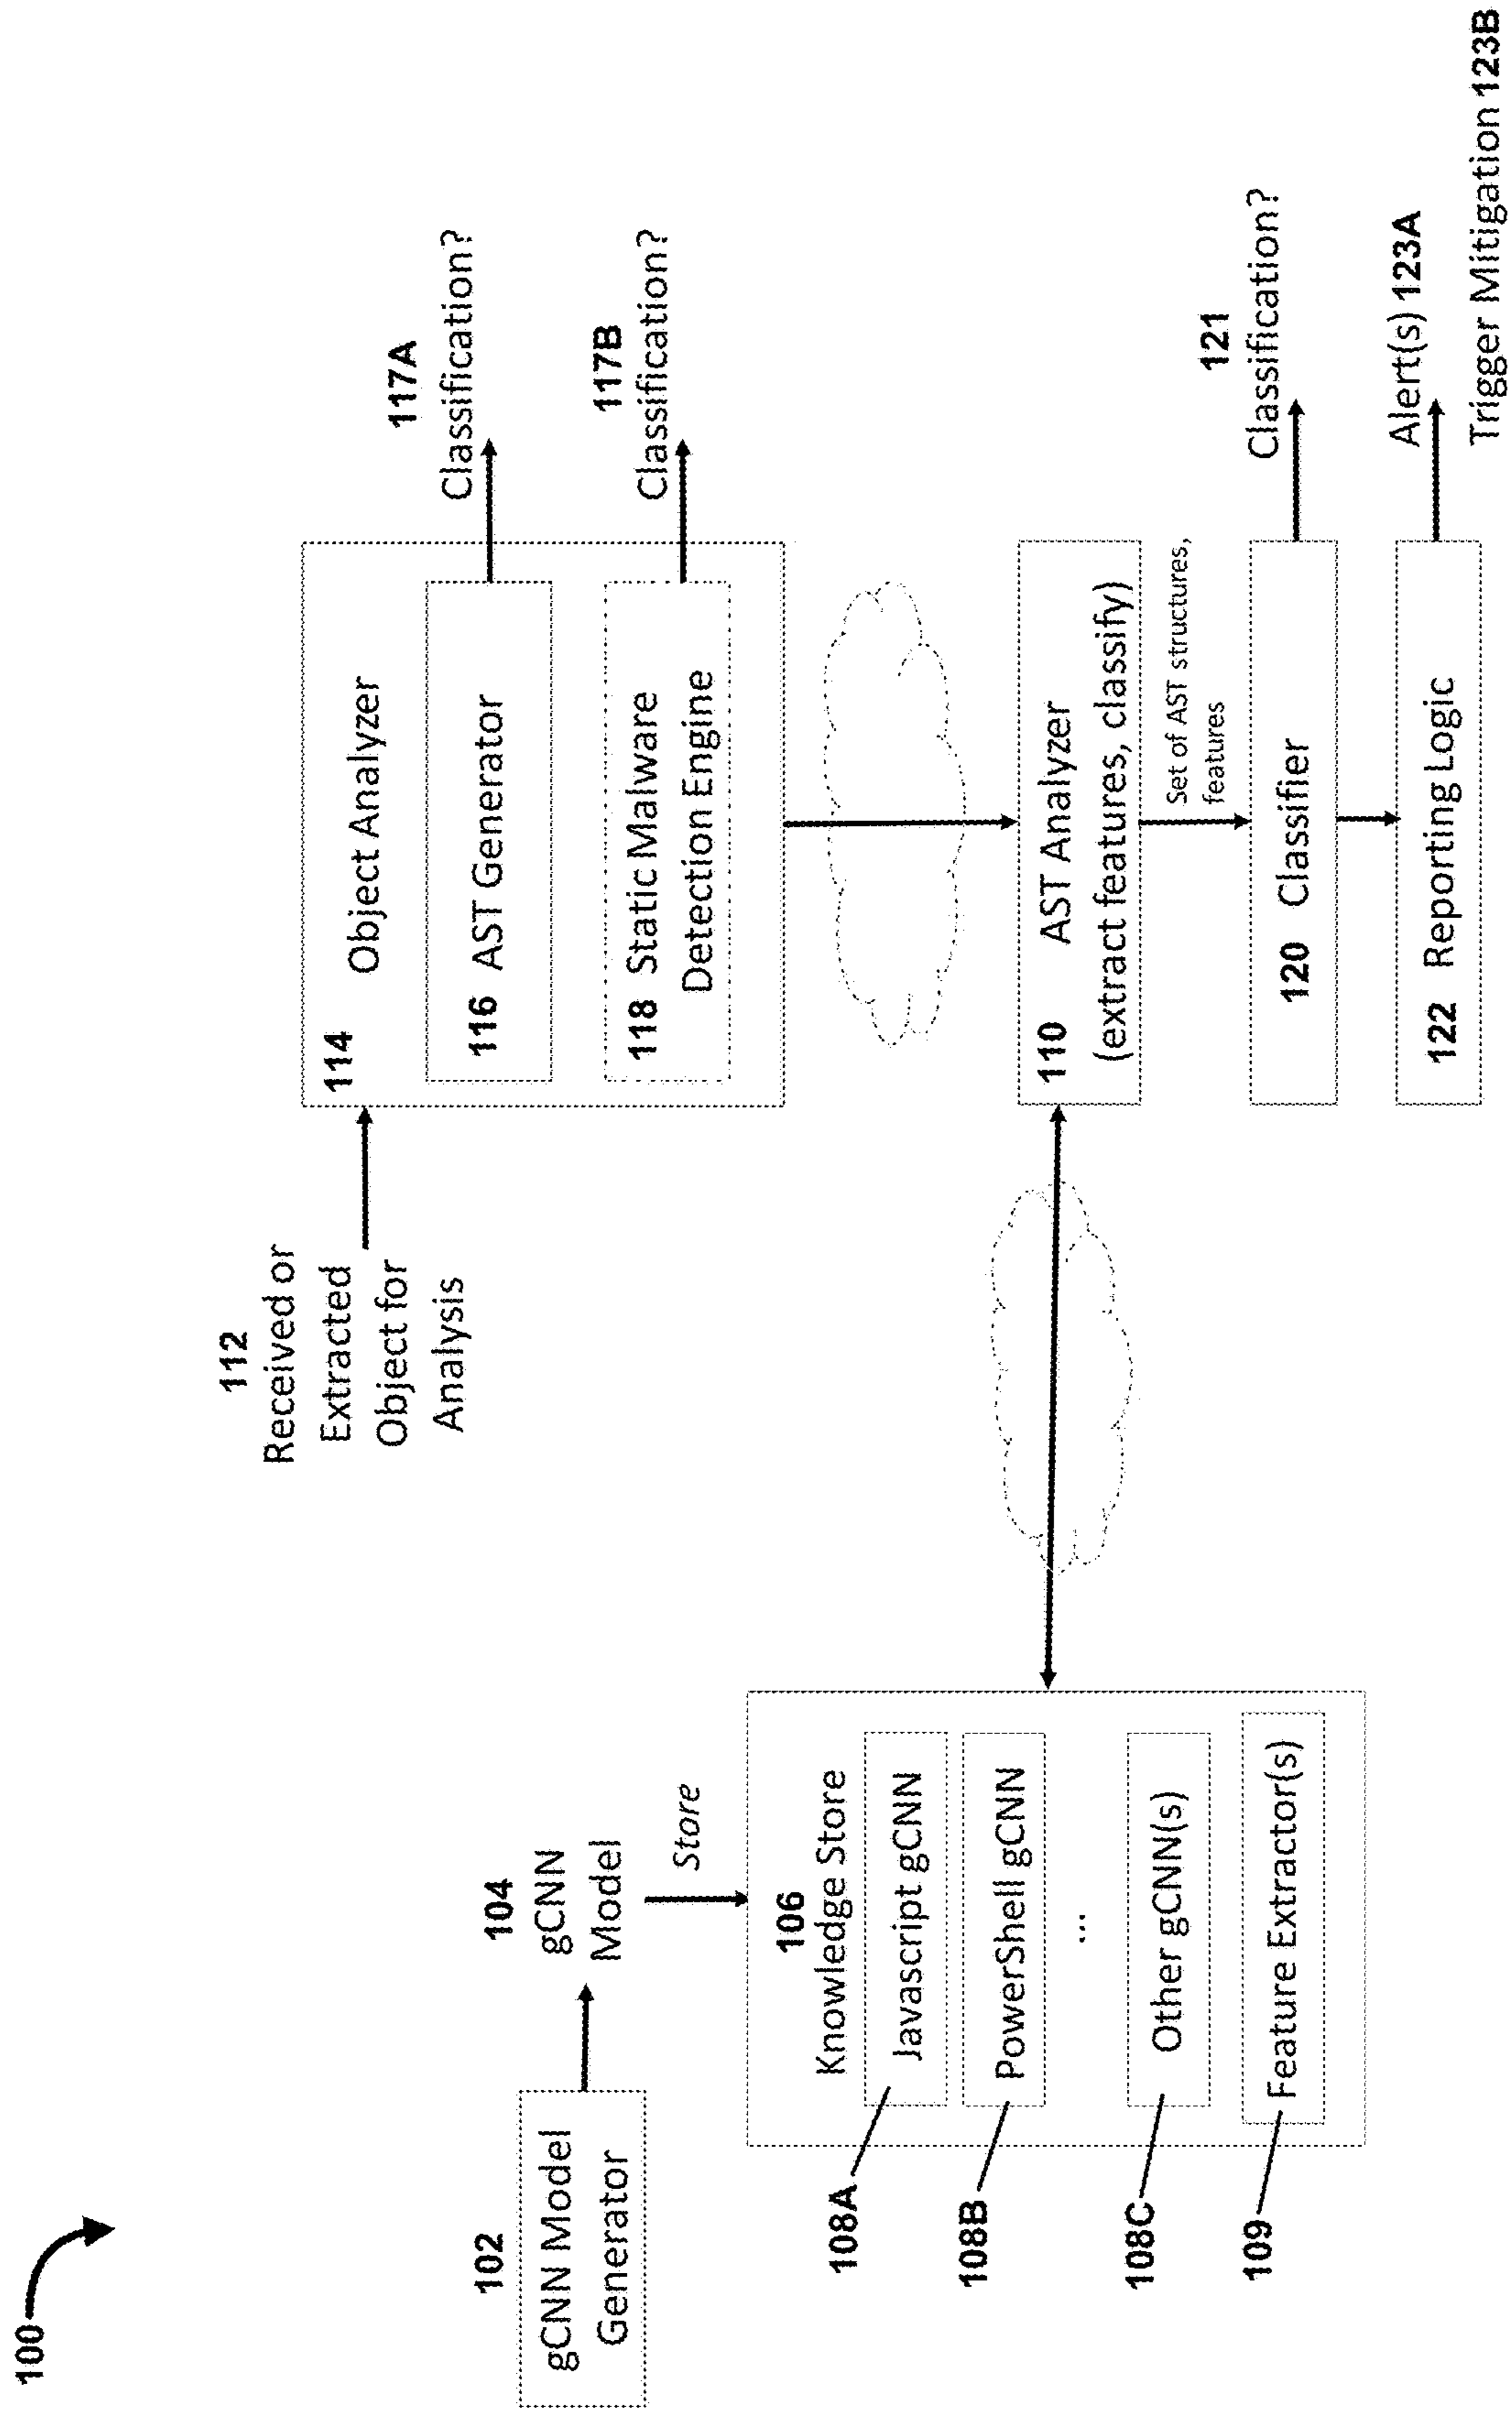 100
102
gCNN Model
Generator
104
gCNN
Model
Store
106
Knowledge Store
Javascript gCNN
PowerShell gCNN
...
Other gCNN(s)
Feature Extractor(s)
108A
108B
108C
109
112
Received or
Extracted
Object for
Analysis
114
Object Analyzer
116 AST Generator
118 Static Malware
Detection Engine
117A
Classification?
117B
Classification?
110 AST Analyzer
(extract features, classify)
Set of AST structures,
features
120 Classifier
121
Classification?
122 Reporting Logic
Alert(s) 123A
Trigger Mitigation 123B